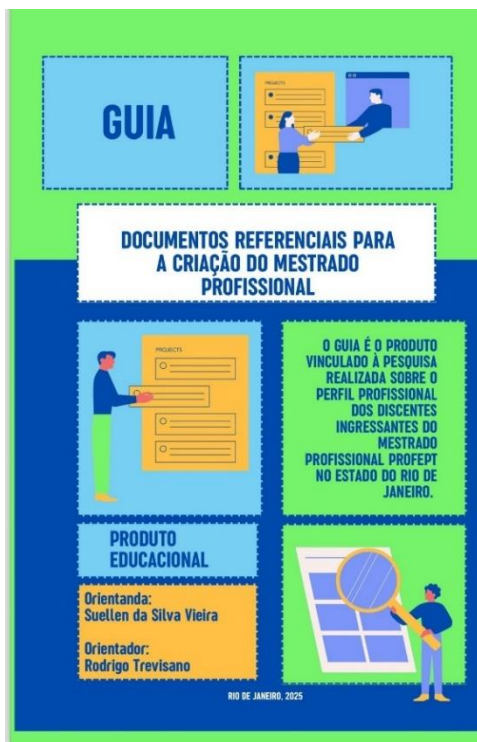 GUIA
PROJECTS
DOCUMENTOS REFERENCIAIS PARA
A CRIAÇÃO DO MESTRADO
PROFISSIONAL
PROJECTS
O GUIA É O PRODUTO
VINCULADO À PESQUISA
REALIZADA SOBRE O
PERFIL PROFISSIONAL
DOS DISCENTES
INGRESSANTES DO
MESTRADO
PROFISSIONAL PROFEPT
NO ESTADO DO RIO DE
JANEIRO.
PRODUTO
EDUCACIONAL
Orientanda:
Suellen da Silva Vieira
Orientador:
Rodrigo Trevisano
RIO DE JANEIRO, 2025